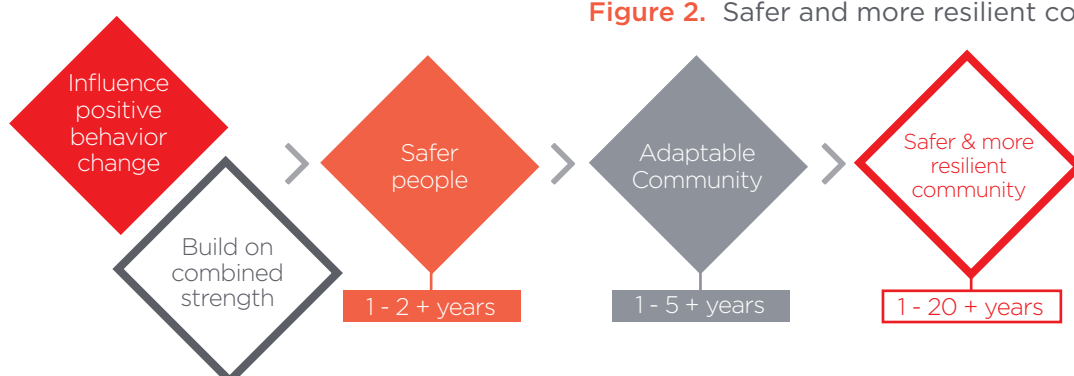 Figure 2. Safer and more resilient co
Influence
positive
behavior
change
Build on
combined
strength
Safer
people
1 - 2 + years
Adaptable
Community
1 - 5 + years
Safer & more
resilient
community
1 - 20 + years